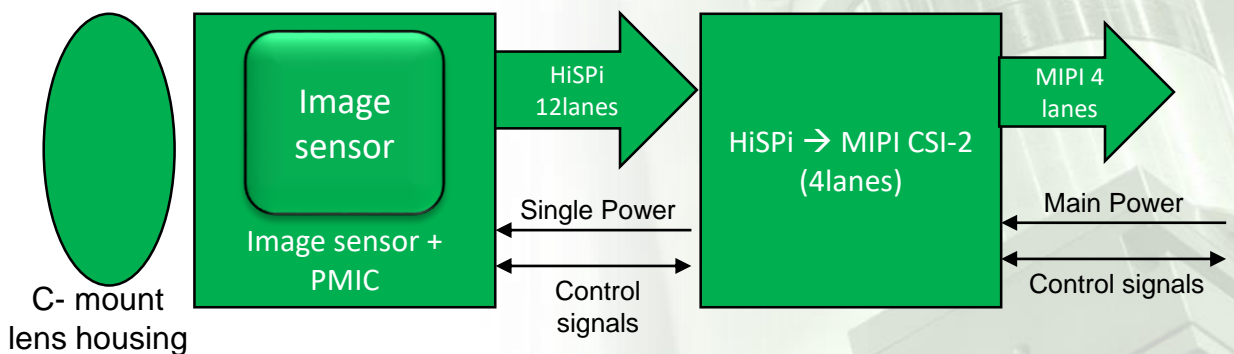 C- mount
lens housing
Image
sensor
Image sensor +
PMIC
HiSPi
12lanes
Single Power
Control
signals
HiSPi → MIPI CSI-2
(4lanes)
MIPI 4
lanes
Main Power
Control signals